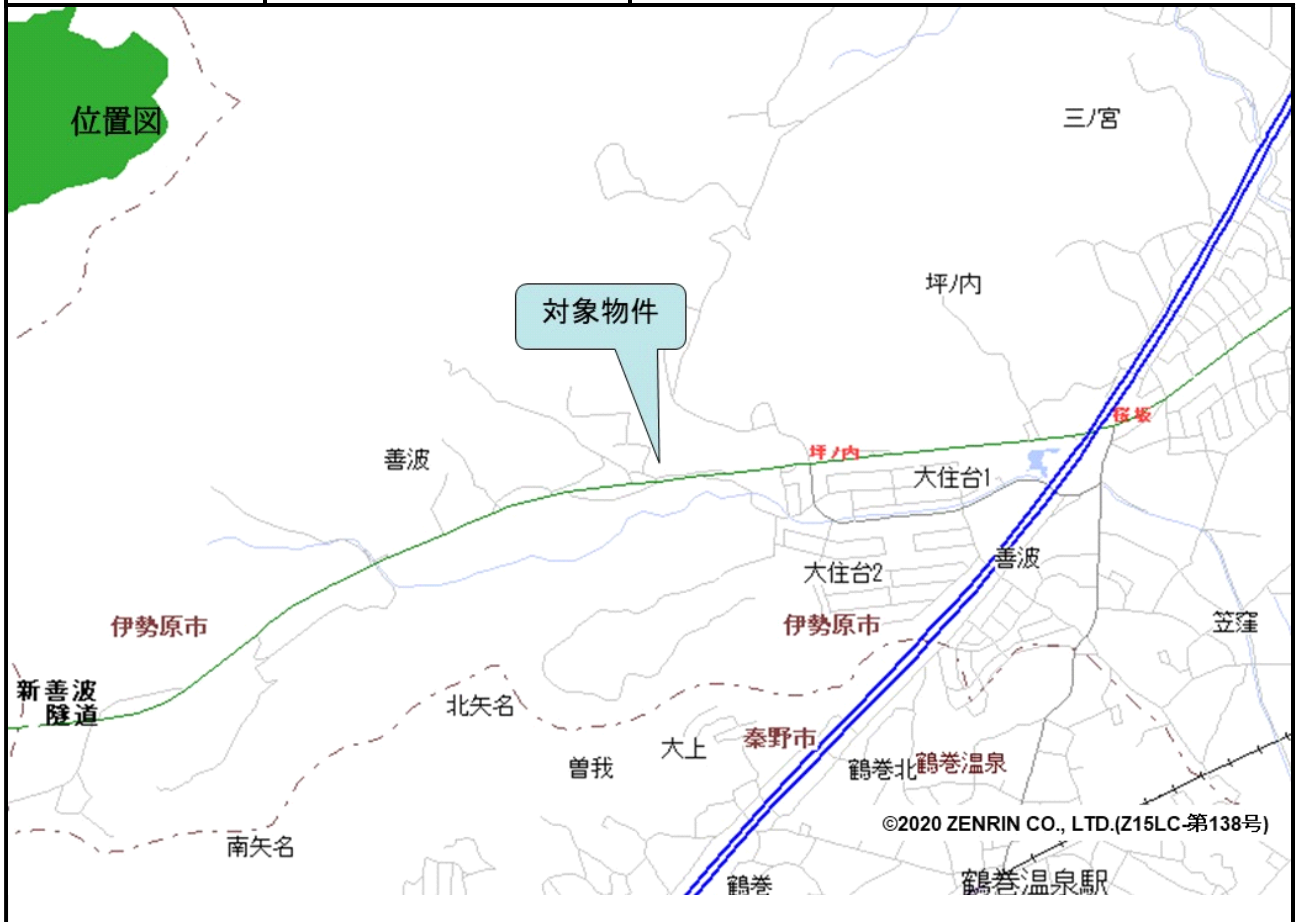 位置図
三ノ宮
坪ノ内
対象物件
桜坂
坪ノ内
善波
大住台1
善波
大住台2
伊勢原市
伊勢原市
笠窪
新善波
隧道
北矢名
秦野市
大上
曽我
鶴巻北
鶴巻温泉
©2020 ZENRIN CO., LTD.(Z15LC-第138号)
南矢名
鶴巻
鶴巻温泉駅